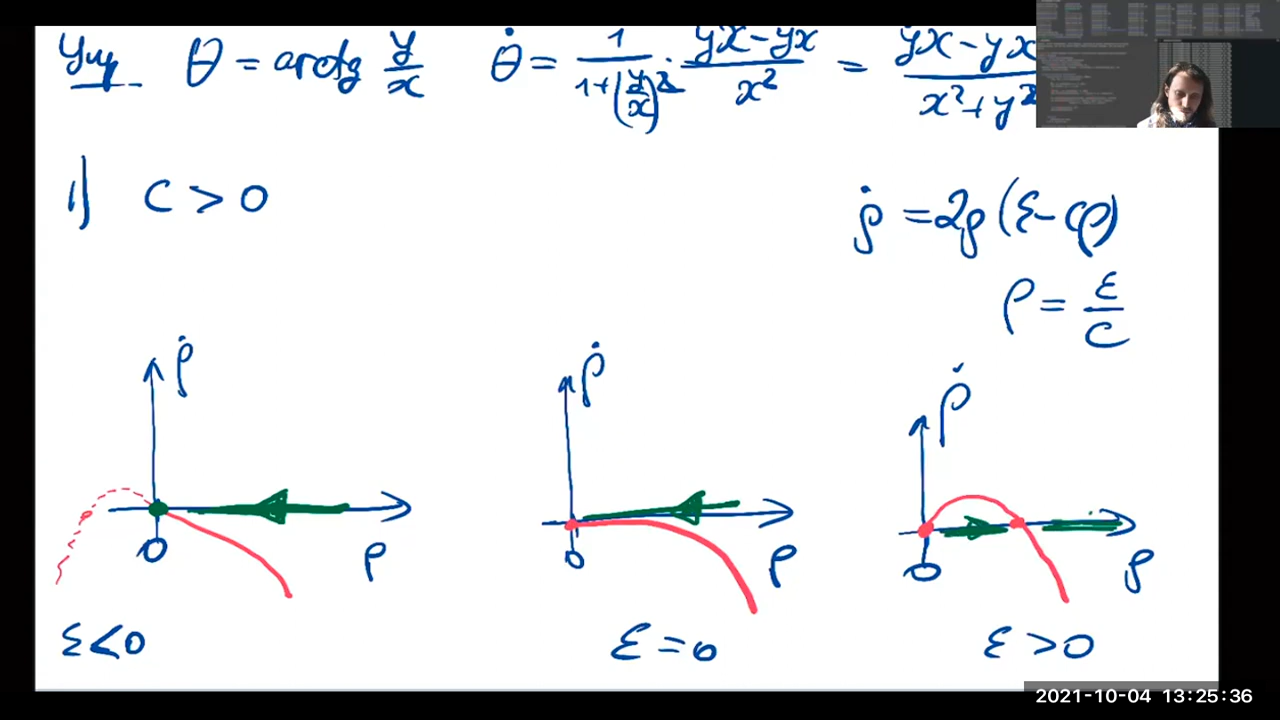 Упр θ = arctg y/x θ̇ = 1/(1+(y/x)²) · (ẏx − yẋ)/x² = (ẏx − yẋ)/(x² + y²)
1) C > 0
ρ̇ = 2ρ(ε − cρ)
ρ = ε/C
ρ̇ ρ̇ ρ̇
0 ρ 0 ρ 0 ρ
ε < 0 ε = 0 ε > 0
2021-10-04 13:25:36